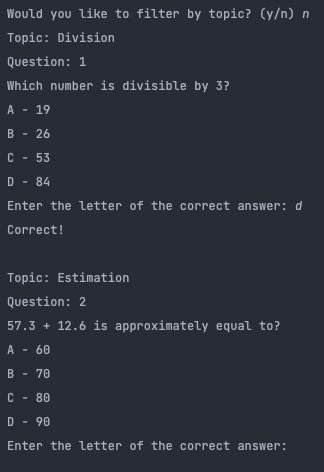 Would you like to filter by topic? (y/n) n
Topic: Division
Question: 1
Which number is divisible by 3?
A - 19
B - 26
C - 53
D - 84
Enter the letter of the correct answer: d
Correct!
Topic: Estimation
Question: 2
57.3 + 12.6 is approximately equal to?
A - 60
B - 70
C - 80
D - 90
Enter the letter of the correct answer: